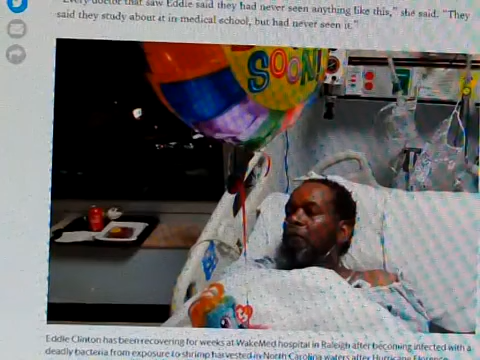 "Every doctor that saw Eddie said they had never seen anything like this," she said. "They
said they study about it in medical school, but had never seen it."
SOON!
Eddie Clinton has been recovering for weeks at WakeMed hospital in Raleigh after becoming infected with a
deadly bacteria from exposure to shrimp harvested in North Carolina waters after Hurricane Florence